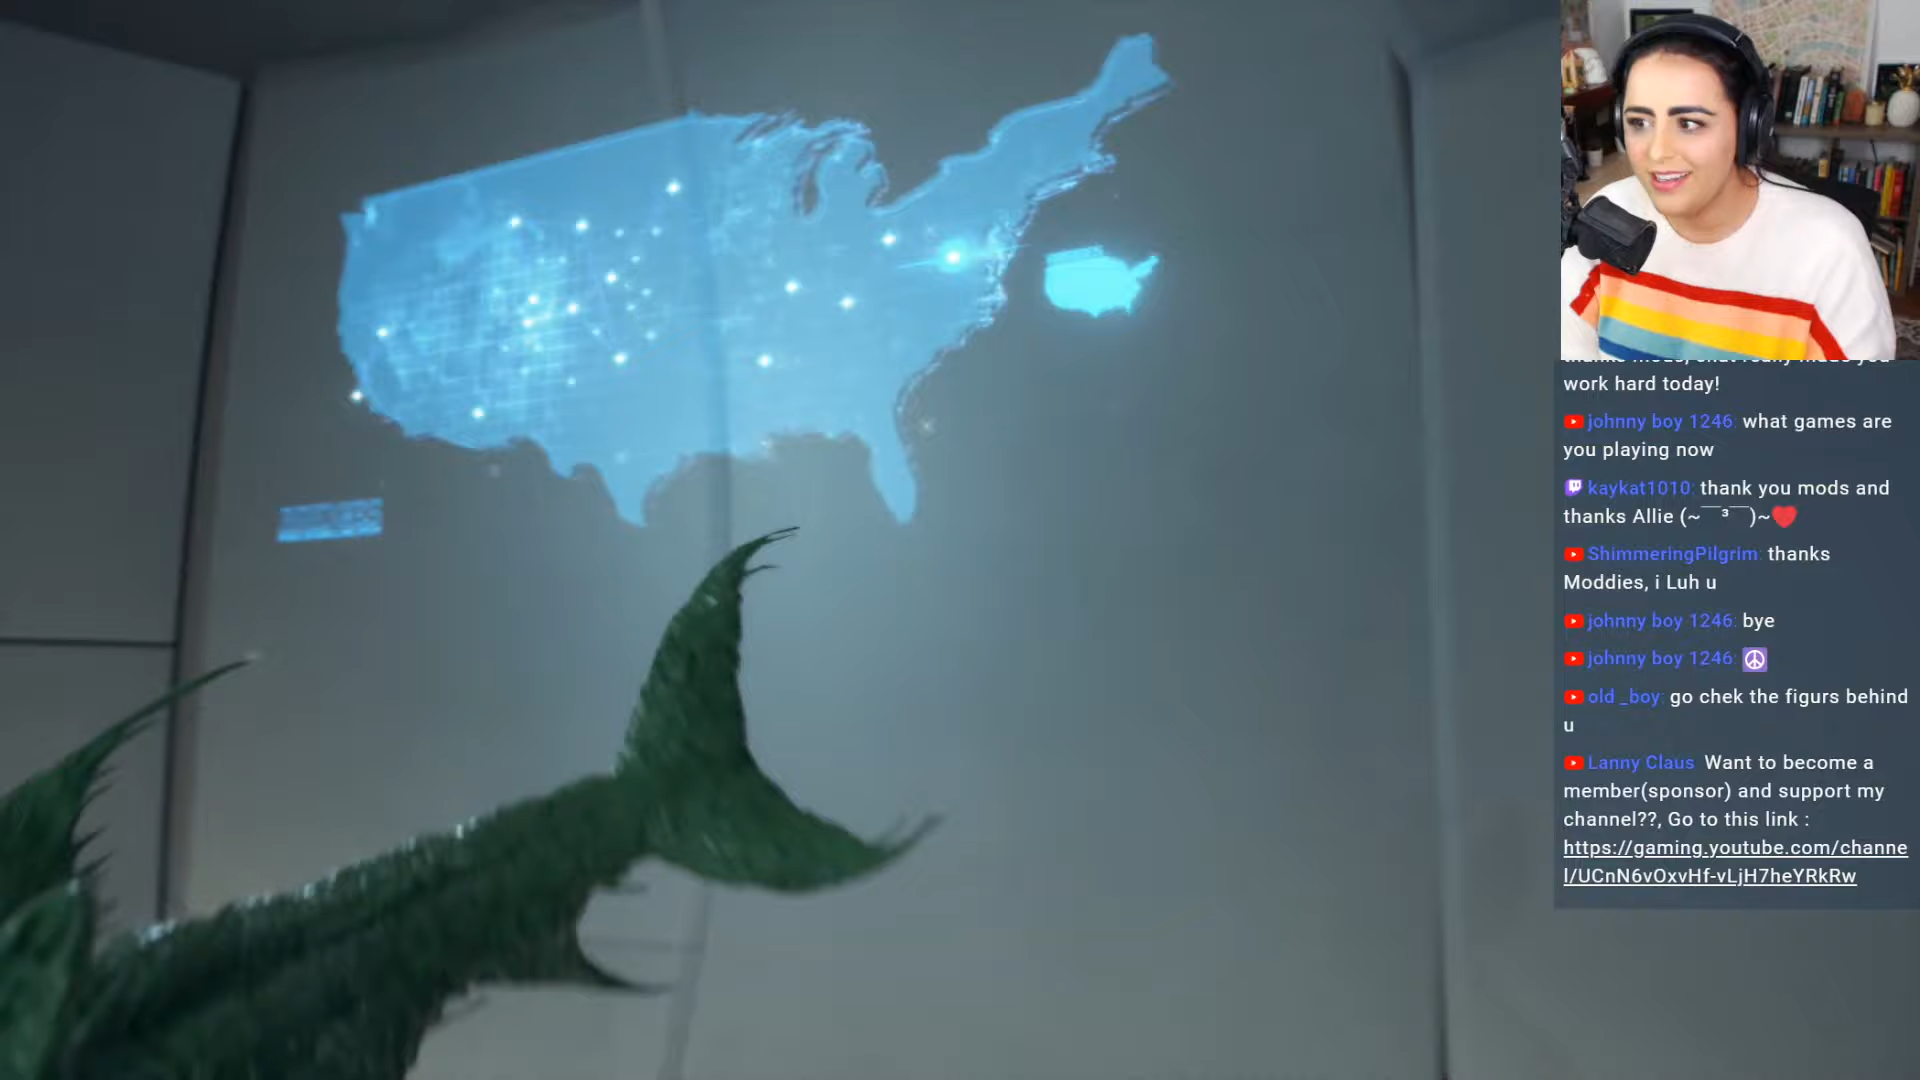 work hard today!
johnny boy 1246: what games are
you playing now
kaykat1010: thank you mods and
thanks Allie (~￣³￣)~❤️
ShimmeringPilgrim: thanks
Moddies, i Luh u
johnny boy 1246: bye
johnny boy 1246: ☮️
old _boy: go chek the figurs behind
u
Lanny Claus Want to become a
member(sponsor) and support my
channel??, Go to this link :
https://gaming.youtube.com/channe
l/UCnN6vOxvHf-vLjH7heYRkRw